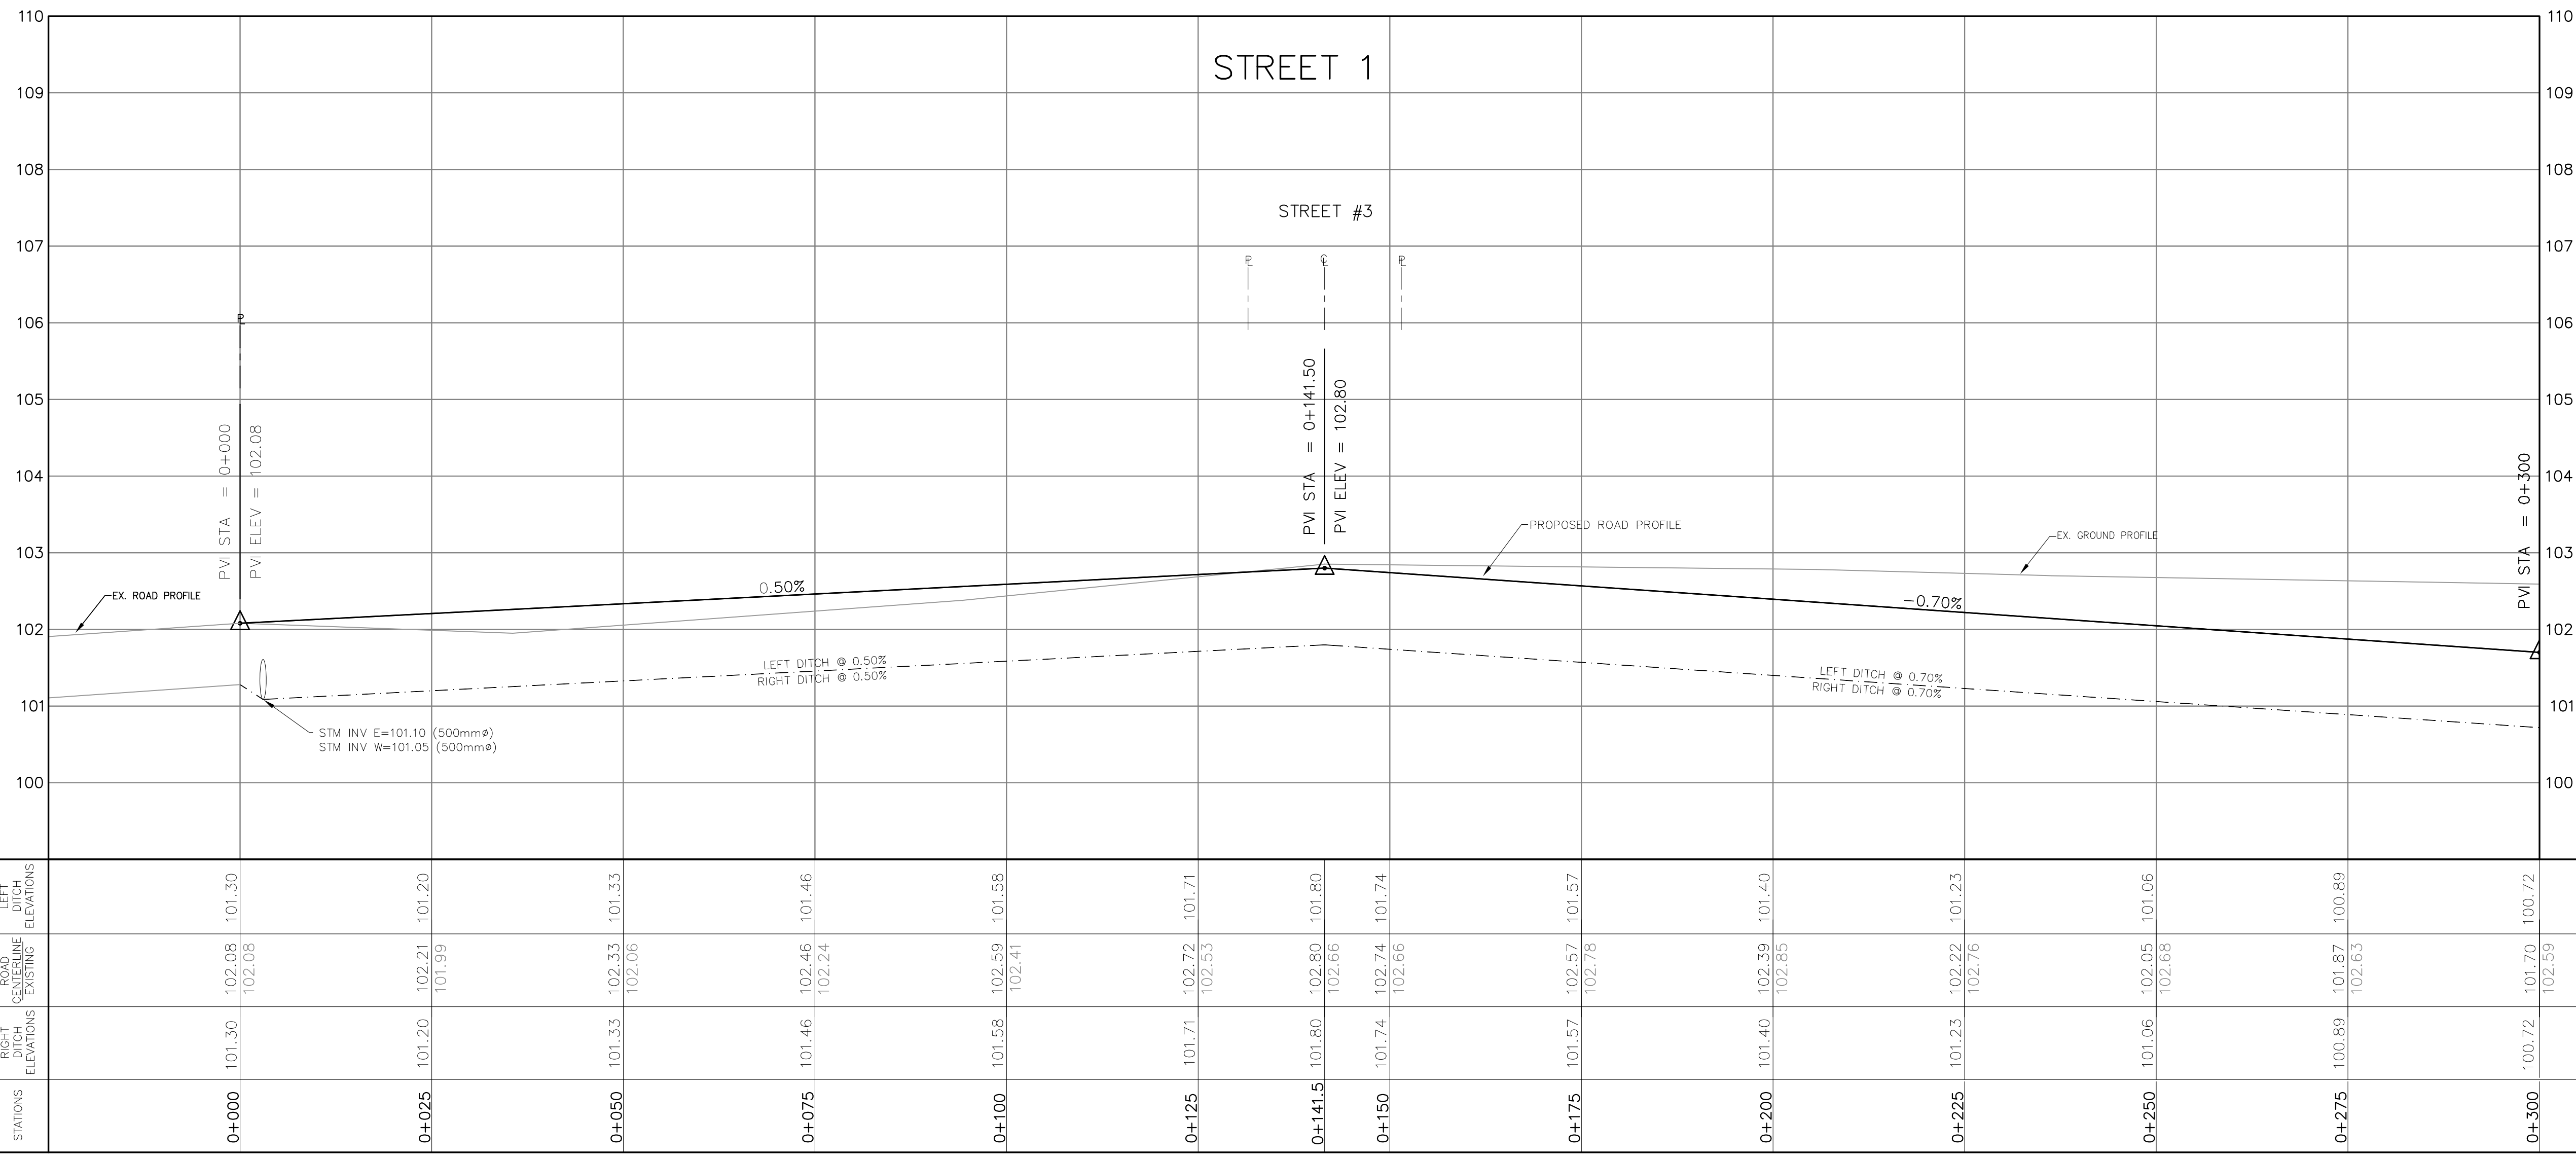 STREET 1
110
110
109
109
108
108
STREET #3
107
107
℄
106
106
105
105
104
104
103
103
102
102
101
101
100
100
PVI STA = 0+000
PVI ELEV = 102.08
PVI STA = 0+141.50
PVI ELEV = 102.80
PVI STA = 0+300
PROPOSED ROAD PROFILE
EX. GROUND PROFILE
EX. ROAD PROFILE
0.50%
-0.70%
LEFT DITCH @ 0.50%
RIGHT DITCH @ 0.50%
LEFT DITCH @ 0.70%
RIGHT DITCH @ 0.70%
STM INV E=101.10 (500mmø)
STM INV W=101.05 (500mmø)
LEFT
DITCH
ELEVATIONS
101.30 101.20 101.33 101.46 101.58 101.71 101.80 101.74 101.57 101.40 101.23 101.06 100.89 100.72
ROAD
CENTERLINE
EXISTING
102.08 102.21 102.33 102.46 102.59 102.72 102.80 102.74 102.57 102.39 102.22 102.05 101.87 101.70
102.08 101.99 102.06 102.24 102.41 102.53 102.66 102.66 102.78 102.85 102.76 102.68 102.63 102.59
RIGHT
DITCH
ELEVATIONS
101.30 101.20 101.33 101.46 101.58 101.71 101.80 101.74 101.57 101.40 101.23 101.06 100.89 100.72
STATIONS
0+000 0+025 0+050 0+075 0+100 0+125 0+141.5 0+150 0+175 0+200 0+225 0+250 0+275 0+300